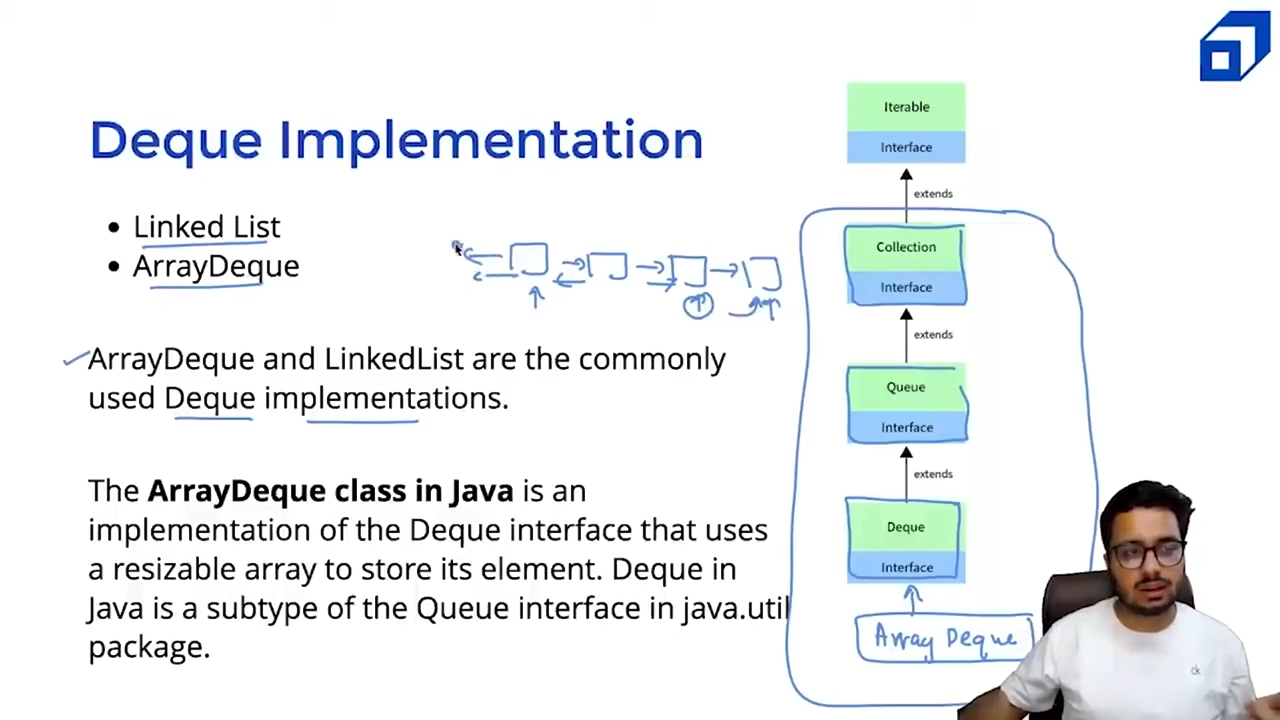 Deque Implementation
• Linked List
• ArrayDeque
ArrayDeque and LinkedList are the commonly
used Deque implementations.
The ArrayDeque class in Java is an
implementation of the Deque interface that uses
a resizable array to store its element. Deque in
Java is a subtype of the Queue interface in java.util
package.
Iterable
Interface
extends
Collection
Interface
extends
Queue
Interface
extends
Deque
Interface
Array Deque
ck